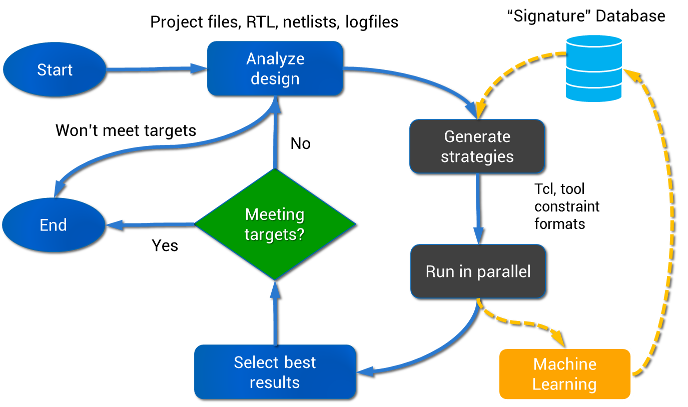 Project files, RTL, netlists, logfiles
“Signature” Database
Start
Analyze
design
Won't meet targets
No
Generate
strategies
Tcl, tool
constraint
formats
End
Yes
Meeting
targets?
Run in parallel
Select best
results
Machine
Learning